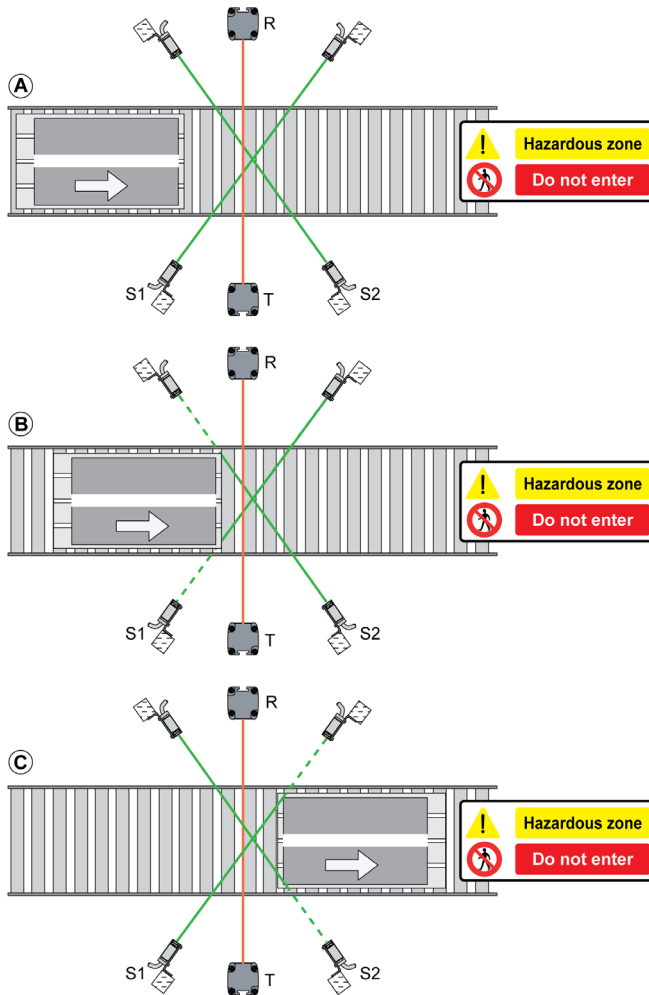 R
A
Hazardous zone
Do not enter
S1
T
S2
R
B
Hazardous zone
Do not enter
S1
T
S2
R
C
Hazardous zone
Do not enter
S1
T
S2